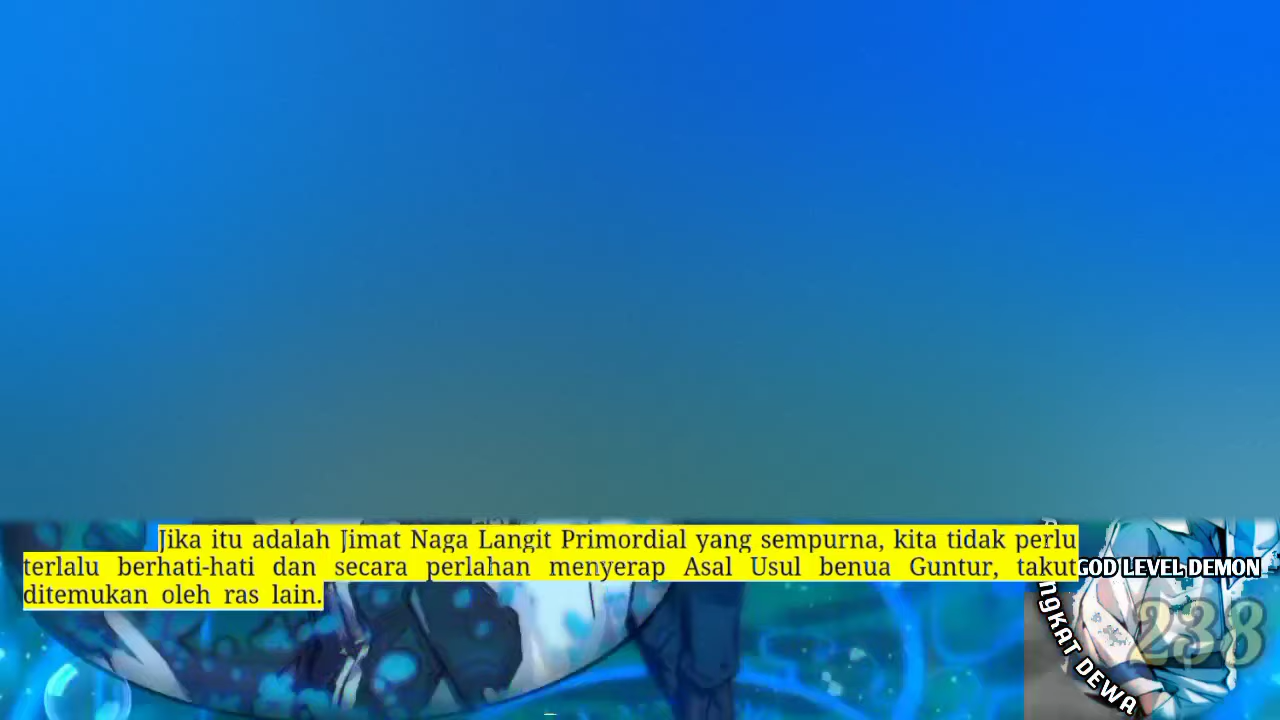 Jika itu adalah Jimat Naga Langit Primordial yang sempurna, kita tidak perlu
terlalu berhati-hati dan secara perlahan menyerap Asal Usul benua Guntur, takut
ditemukan oleh ras lain.
GOD LEVEL DEMON
238
NGKAT DEWA